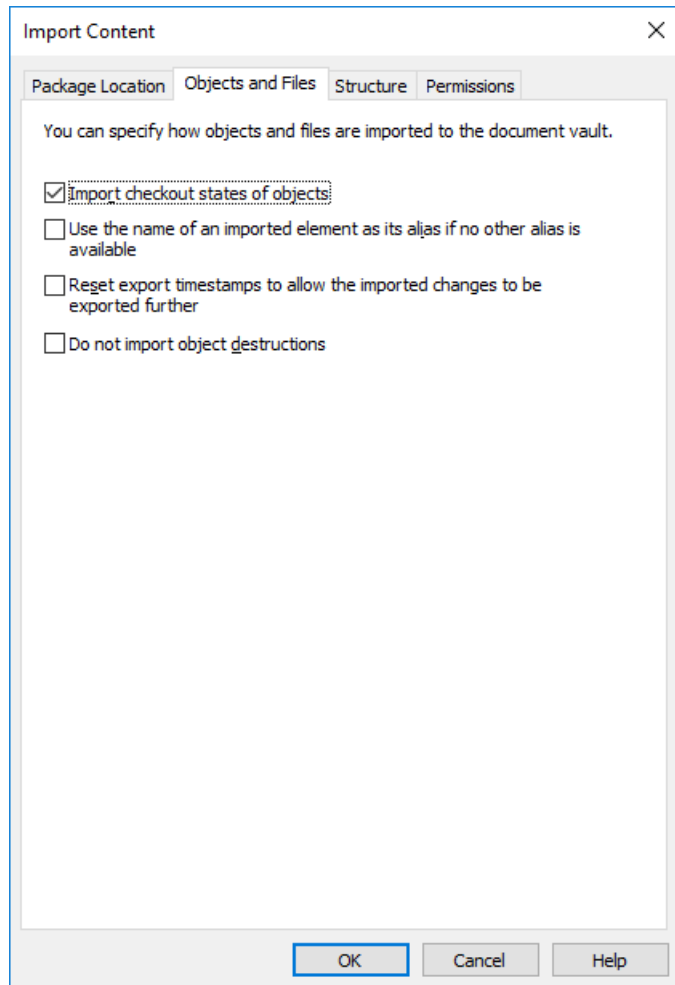 Import Content
Package Location
Objects and Files
Structure
Permissions
You can specify how objects and files are imported to the document vault.
Import checkout states of objects
Use the name of an imported element as its alias if no other alias is
available
Reset export timestamps to allow the imported changes to be
exported further
Do not import object destructions
OK
Cancel
Help